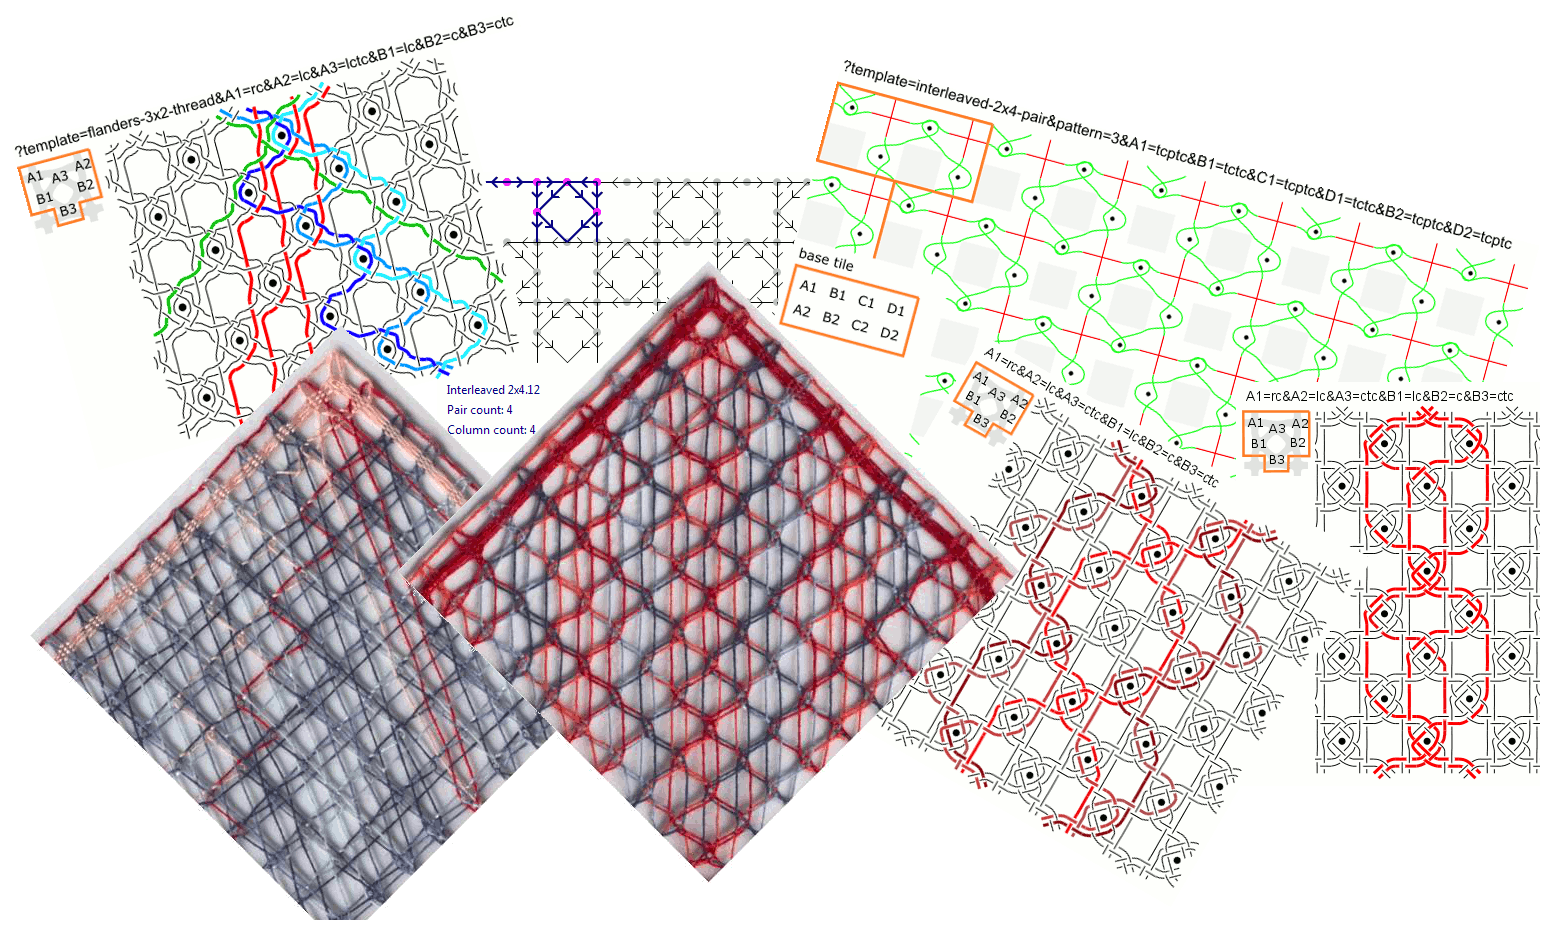 ?template=flanders-3x2-thread&A1=rc&A2=lc&A3=lctc&B1=lc&B2=c&B3=ctc
A1 A3 A2
B1 B2
B3
?template=interleaved-2x4-pair&pattern=3&A1=tcptc&B1=tctc&C1=tcptc&D1=tctc&B2=tcptc&D2=tcptc
base tile
A1 B1 C1 D1
A2 B2 C2 D2
Interleaved 2x4.12
Pair count: 4
Column count: 4
A1=rc&A2=lc&A3=ctc&B1=lc&B2=c&B3=ctc
A1 A3 A2
B1 B2
B3
A1=rc&A2=lc&A3=ctc&B1=lc&B2=c&B3=ctc
A1 A3 A2
B1 B2
B3